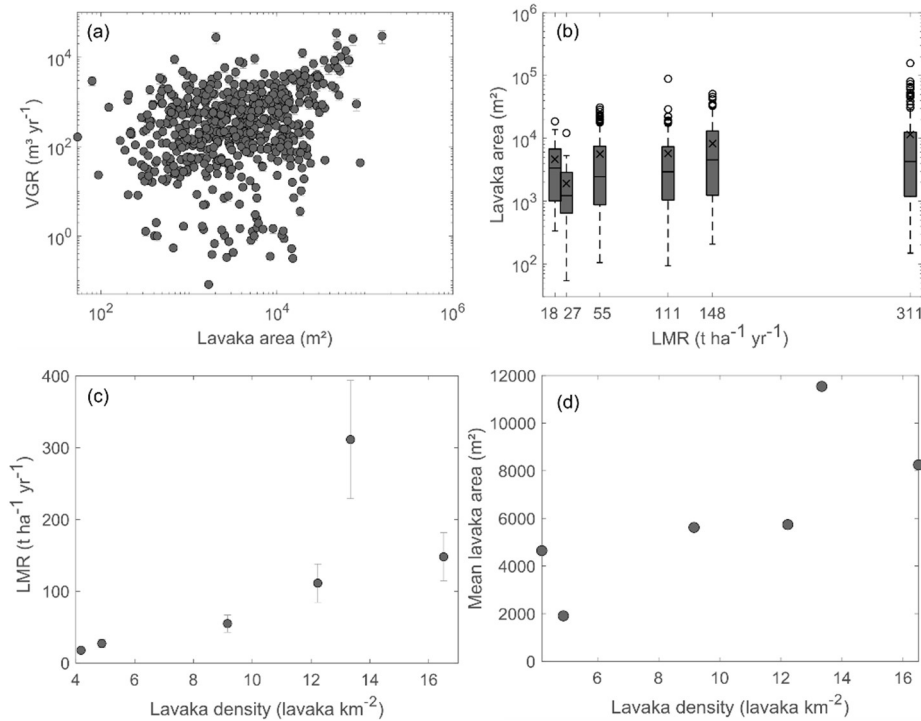 (a)
VGR (m³ yr⁻¹)
10⁴
10²
10⁰
10² 10⁴ 10⁶
Lavaka area (m²)
(b)
Lavaka area (m²)
10⁶
10⁵
10⁴
10³
10²
18 27 55 111 148 311
LMR (t ha⁻¹ yr⁻¹)
(c)
LMR (t ha⁻¹ yr⁻¹)
400
300
200
100
0
4 6 8 10 12 14 16
Lavaka density (lavaka km⁻²)
(d)
Mean lavaka area (m²)
12000
10000
8000
6000
4000
2000
0
6 8 10 12 14 16
Lavaka density (lavaka km⁻²)